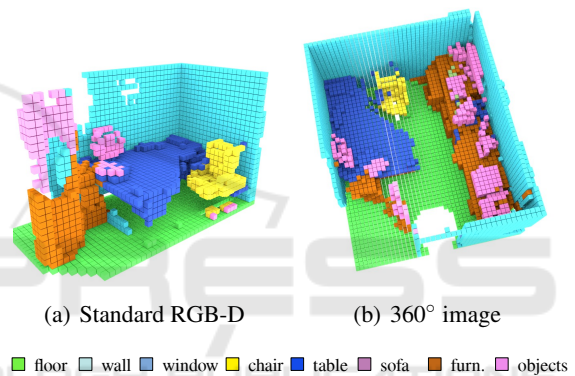 (a) Standard RGB-D (b) 360° image
floor wall window chair table sofa furn. objects